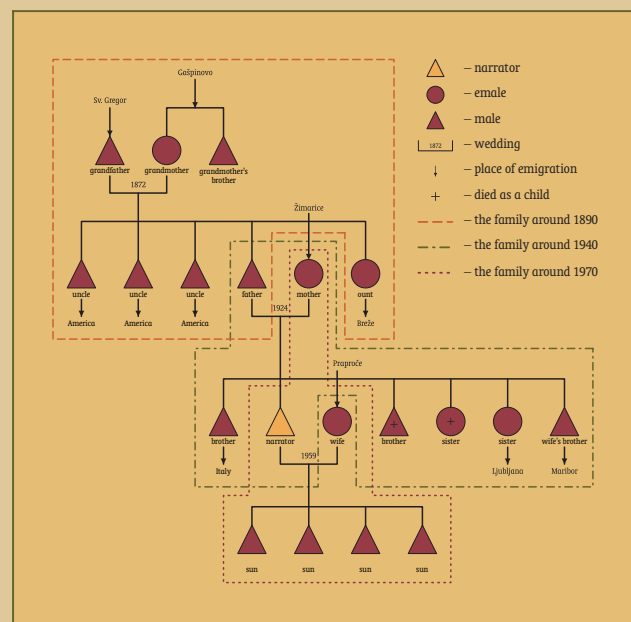 Gašpinovo
Sv. Gregor
grandfather
grandmother
grandmother's
brother
1872
Žimarice
uncle
uncle
uncle
father
mother
ount
America
America
America
1924
Breže
Praproče
brother
narrator
wife
brother
sister
sister
wife's brother
Italy
1959
Ljubljana
Maribor
sun
sun
sun
sun
– narrator
– emale
– male
1872
– wedding
– place of emigration
– died as a child
– the family around 1890
– the family around 1940
– the family around 1970